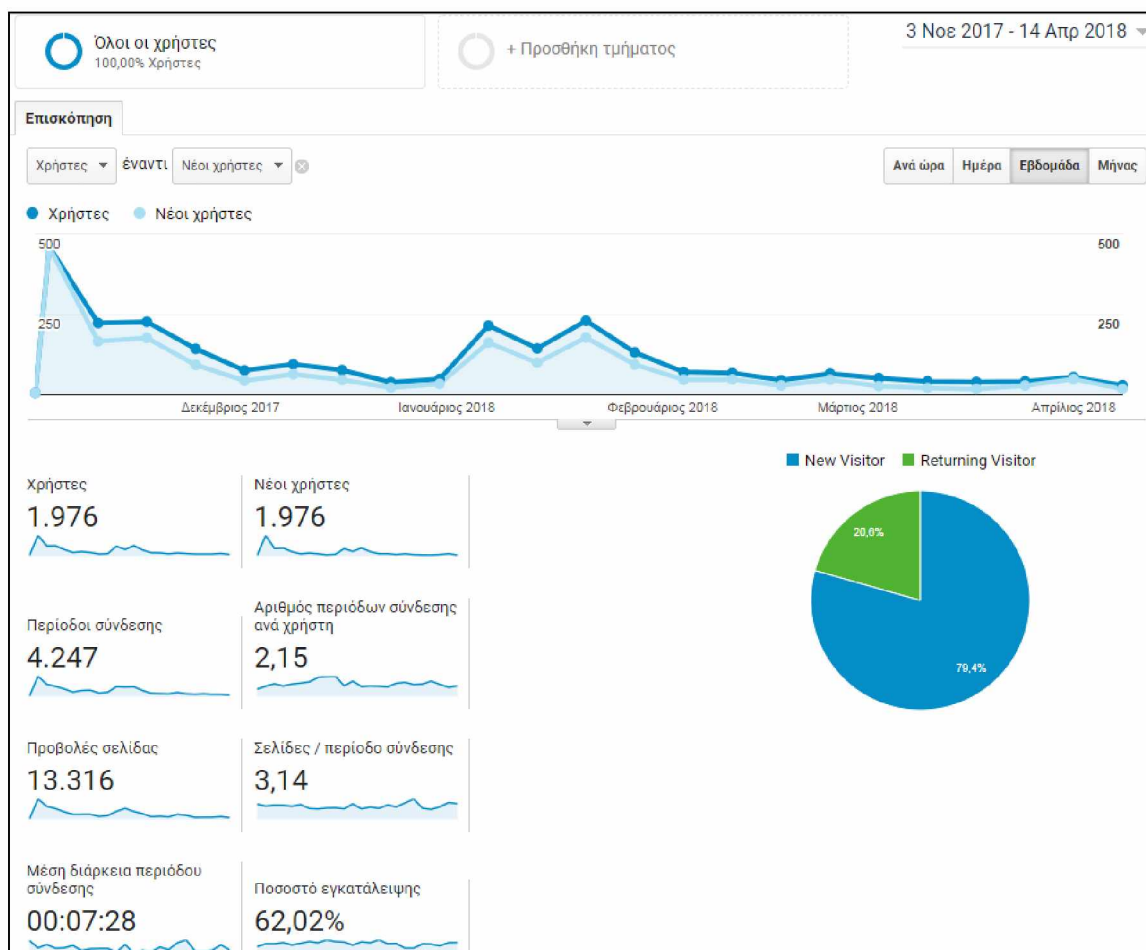 Όλοι οι χρήστες
100,00% Χρήστες
+ Προσθήκη τμήματος
3 Νοε 2017 - 14 Απρ 2018
Επισκόπηση
Χρήστες έναντι Νέοι χρήστες
Ανά ώρα Ημέρα Εβδομάδα Μήνας
Χρήστες Νέοι χρήστες
500 500
250 250
Δεκέμβριος 2017 Ιανουάριος 2018 Φεβρουάριος 2018 Μάρτιος 2018 Απρίλιος 2018
New Visitor Returning Visitor
20,6%
79,4%
Χρήστες
1.976
Νέοι χρήστες
1.976
Περίοδοι σύνδεσης
4.247
Αριθμός περιόδων σύνδεσης
ανά χρήστη
2,15
Προβολές σελίδας
13.316
Σελίδες / περίοδο σύνδεσης
3,14
Μέση διάρκεια περιόδου
σύνδεσης
00:07:28
Ποσοστό εγκατάλειψης
62,02%